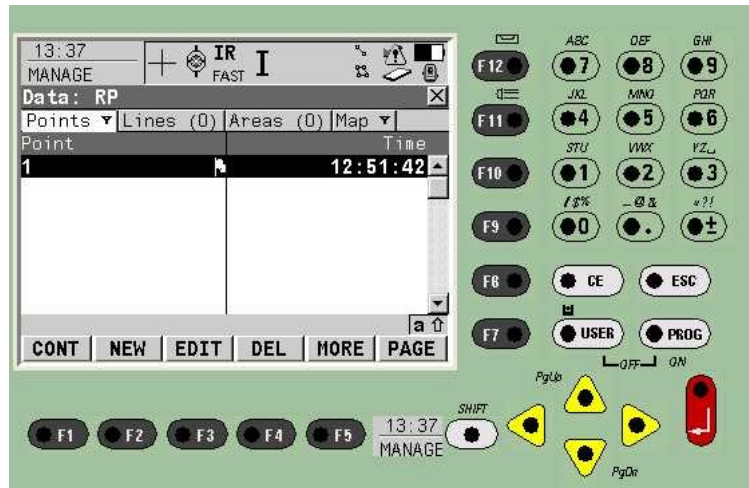 13:37
MANAGE
IR
FAST
I
Data: RP
Points
Lines (0)
Areas (0)
Map
Point
Time
1
12:51:42
a
CONT
NEW
EDIT
DEL
MORE
PAGE
F12
F11
F10
F9
F8
F7
ABC
DEF
GHI
7
8
9
JKL
MNO
PQR
4
5
6
STU
VWX
YZ
1
2
3
/$%
_@&
*?!
0
.
±
CE
ESC
USER
PROG
OFF
ON
PgUp
PgDn
SHIFT
F1
F2
F3
F4
F5
13:37
MANAGE